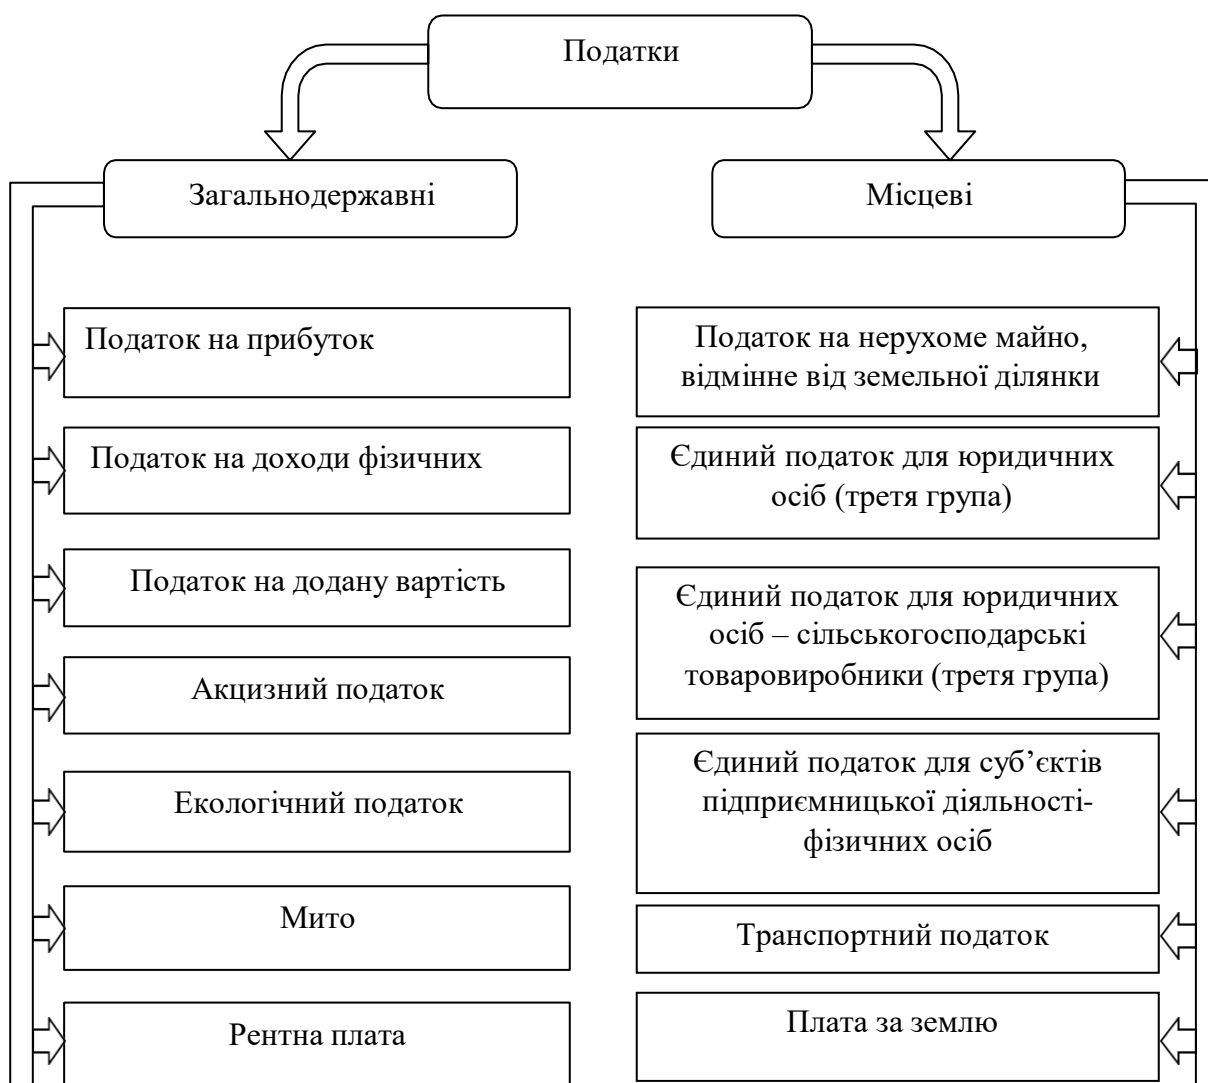 Податки
Загальнодержавні
Місцеві
Податок на прибуток
Податок на доходи фізичних
Податок на додану вартість
Акцизний податок
Екологічний податок
Мито
Рентна плата
Податок на нерухоме майно,
відмінне від земельної ділянки
Єдиний податок для юридичних
осіб (третя група)
Єдиний податок для юридичних
осіб – сільськогосподарські
товаровиробники (третя група)
Єдиний податок для суб’єктів
підприємницької діяльності-
фізичних осіб
Транспортний податок
Плата за землю